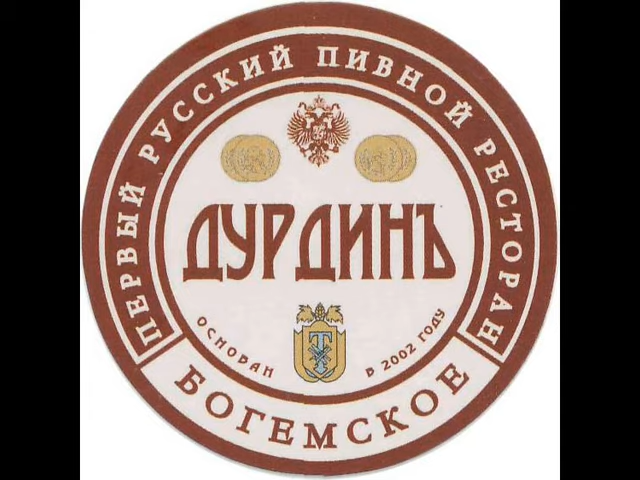 ПЕРВЫЙ РУССКИЙ ПИВНОЙ РЕСТОРАН
ДУРДИНЪ
ОСНОВАН В 2002 ГОДУ
БОГЕМСКОЕ